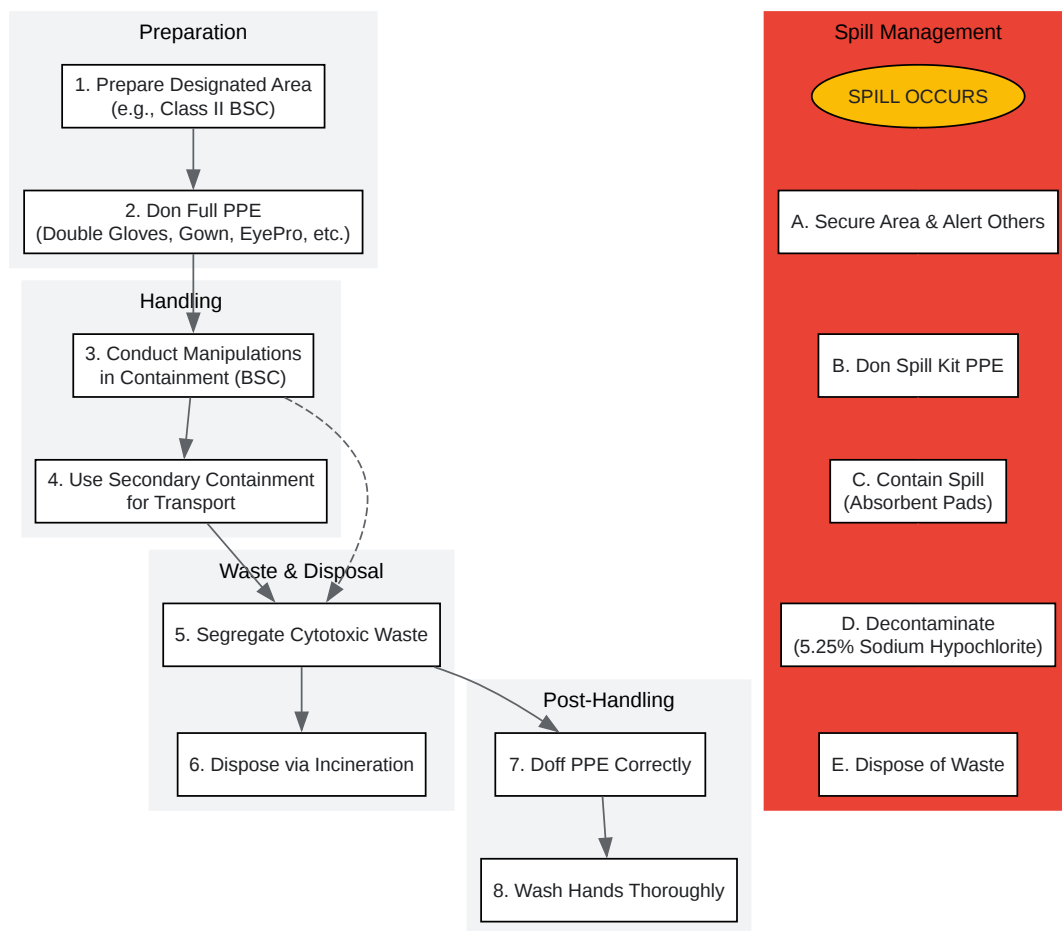 Preparation
1. Prepare Designated Area
(e.g., Class II BSC)
2. Don Full PPE
(Double Gloves, Gown, EyePro, etc.)
Handling
3. Conduct Manipulations
in Containment (BSC)
4. Use Secondary Containment
for Transport
Waste & Disposal
5. Segregate Cytotoxic Waste
6. Dispose via Incineration
Post-Handling
7. Doff PPE Correctly
8. Wash Hands Thoroughly
Spill Management
SPILL OCCURS
A. Secure Area & Alert Others
B. Don Spill Kit PPE
C. Contain Spill
(Absorbent Pads)
D. Decontaminate
(5.25% Sodium Hypochlorite)
E. Dispose of Waste